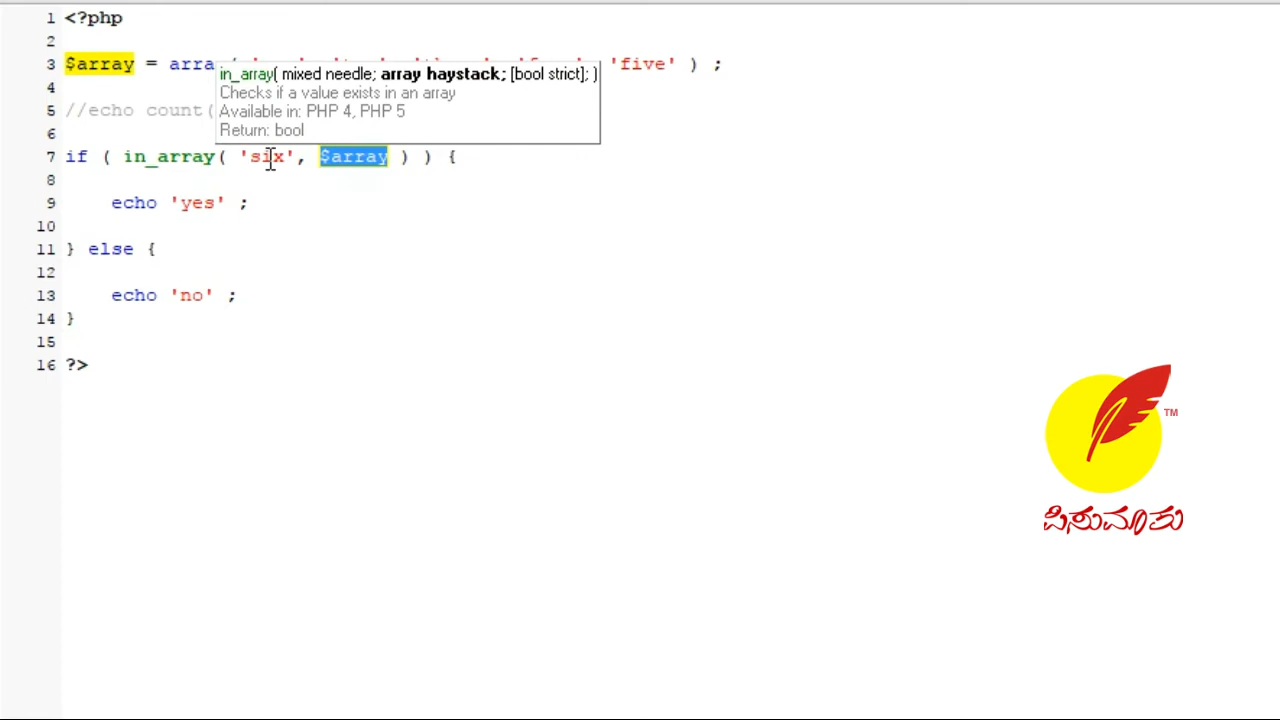 1 <?php
2
3 $array = arra 'five' ) ;
in_array( mixed needle; array haystack; [bool strict]; )
4
Checks if a value exists in an array
5 //echo count(
Available in: PHP 4, PHP 5
6
Return: bool
7 if ( in_array( 'six', $array ) ) {
8
9 echo 'yes' ;
10
11 } else {
12
13 echo 'no' ;
14 }
15
16 ?>
TM
ಪಿಸುಮಾತು